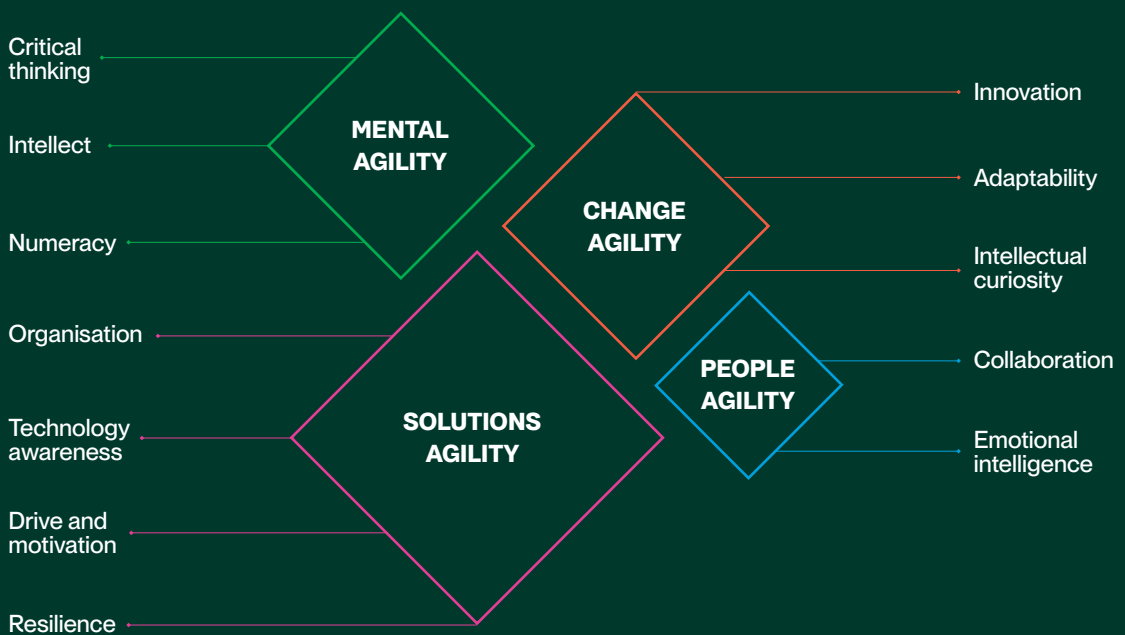 Critical
thinking
Intellect
Numeracy
MENTAL
AGILITY
Innovation
Adaptability
Intellectual
curiosity
CHANGE
AGILITY
Organisation
Technology
awareness
Drive and
motivation
Resilience
SOLUTIONS
AGILITY
PEOPLE
AGILITY
Collaboration
Emotional
intelligence